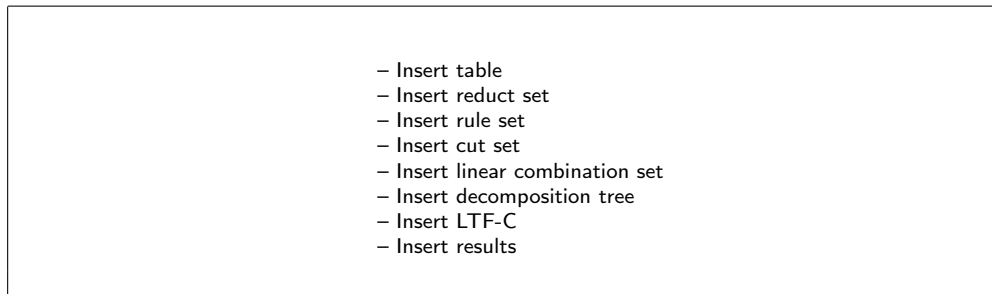 – Insert table
– Insert reduct set
– Insert rule set
– Insert cut set
– Insert linear combination set
– Insert decomposition tree
– Insert LTF-C
– Insert results